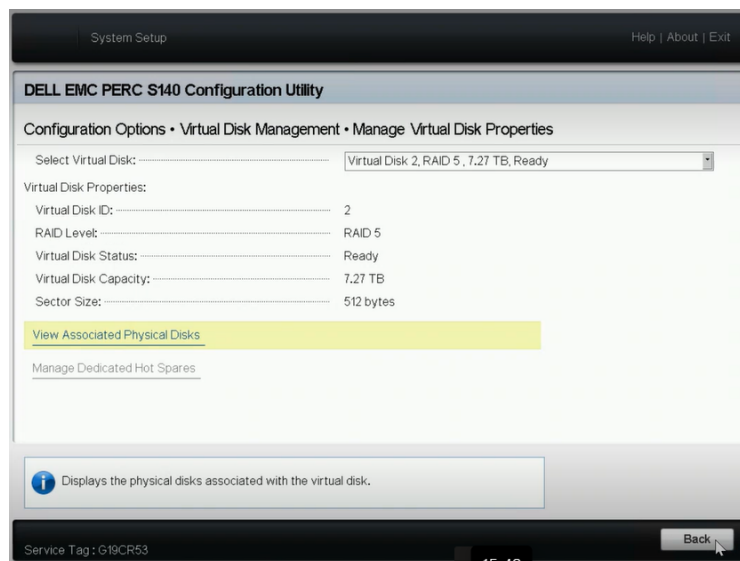 System Setup
Help | About | Exit
DELL EMC PERC S140 Configuration Utility
Configuration Options • Virtual Disk Management • Manage Virtual Disk Properties
Select Virtual Disk: Virtual Disk 2, RAID 5 , 7.27 TB, Ready
Virtual Disk Properties:
Virtual Disk ID: 2
RAID Level: RAID 5
Virtual Disk Status: Ready
Virtual Disk Capacity: 7.27 TB
Sector Size: 512 bytes
View Associated Physical Disks
Manage Dedicated Hot Spares
Displays the physical disks associated with the virtual disk.
Back
Service Tag : G19CR53